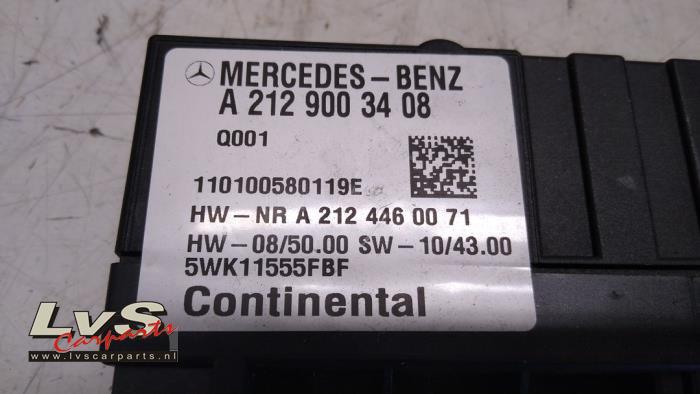 MERCEDES-BENZ
A 212 900 34 08
Q001
110100580119E
HW-NR A 212 446 00 71
HW-08/50.00 SW-10/43.00
5WK11555FBF
Continental
LvS
Carparts
www.lvscarparts.nl